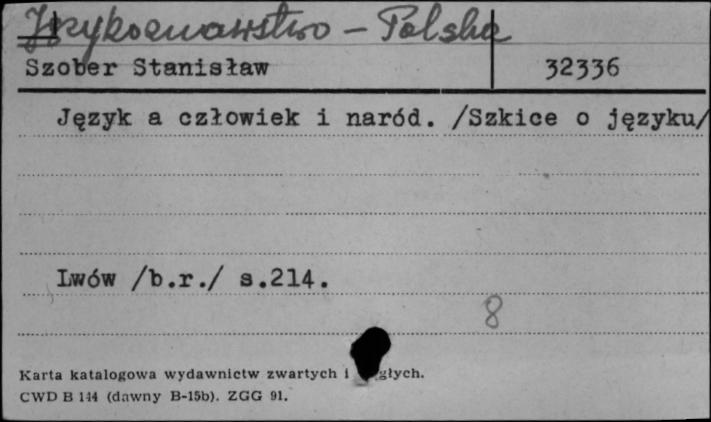 Językoznawstwo - Polska
Szober Stanisław 32336
Język a człowiek i naród. /Szkice o języku/
Lwów /b.r./ s.214.
8
Karta katalogowa wydawnictw zwartych i głych.
CWD B 144 (dawny B-15b). ZGG 91.